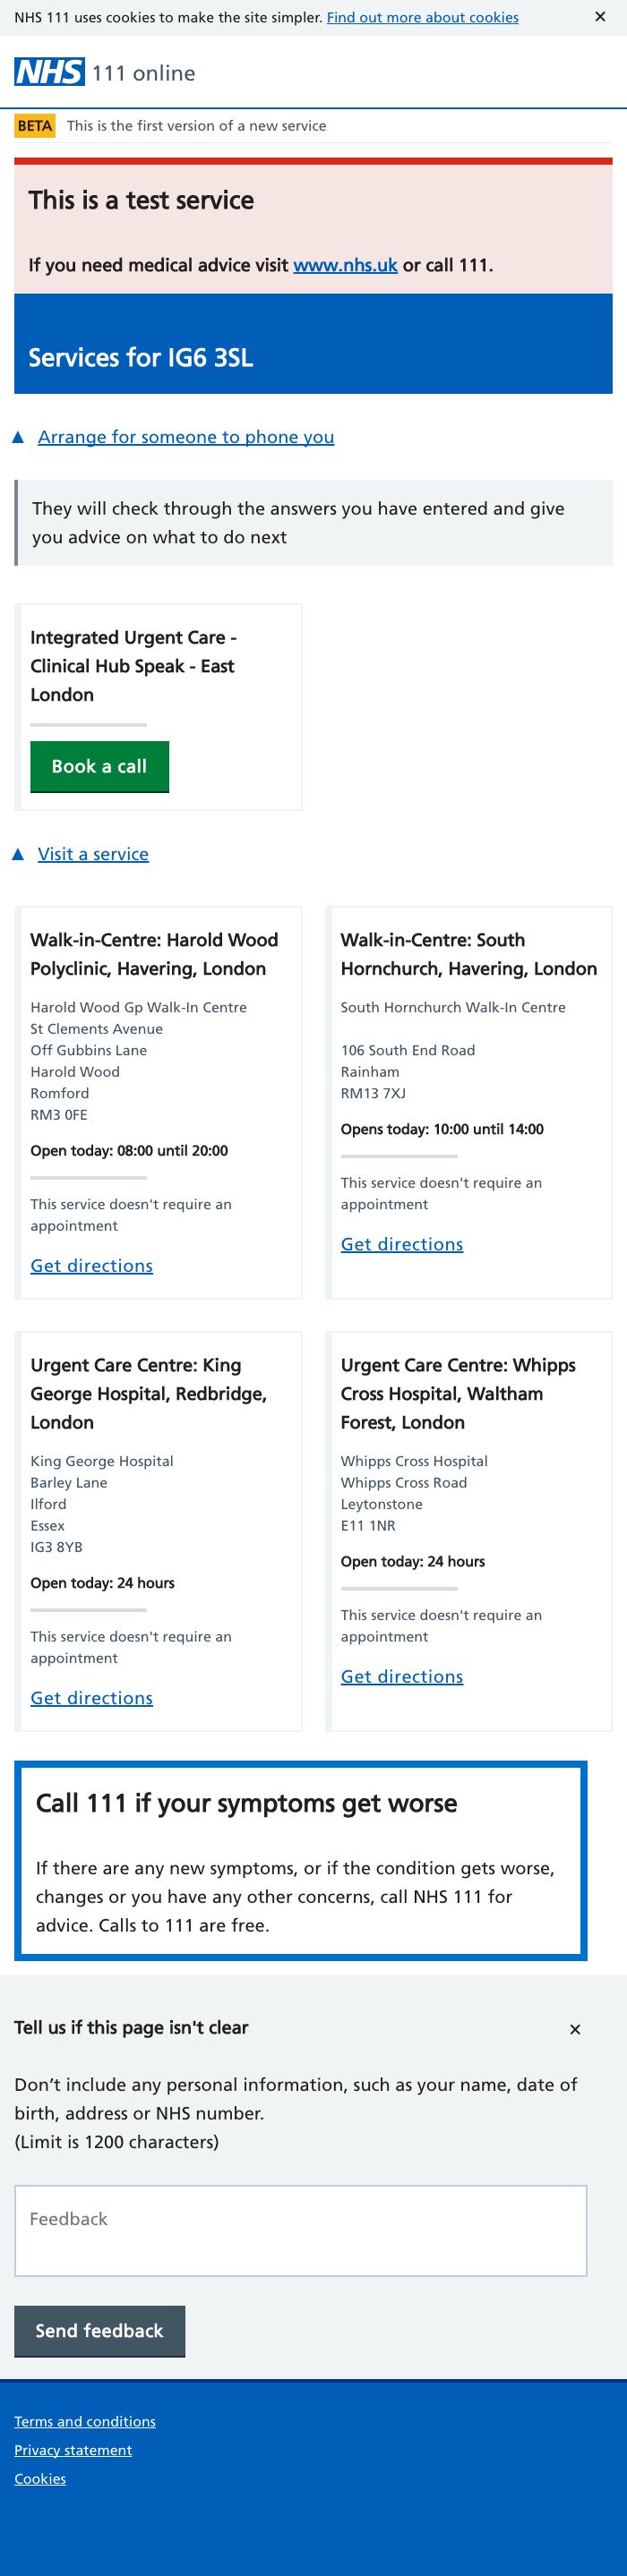 NHS 111 uses cookies to make the site simpler. Find out more about cookies ✕
NHS 111 online
BETA This is the first version of a new service
This is a test service
If you need medical advice visit www.nhs.uk or call 111.
Services for IG6 3SL
▲ Arrange for someone to phone you
They will check through the answers you have entered and give
you advice on what to do next
Integrated Urgent Care -
Clinical Hub Speak - East
London
Book a call
▲ Visit a service
Walk-in-Centre: Harold Wood
Polyclinic, Havering, London
Harold Wood Gp Walk-In Centre
St Clements Avenue
Off Gubbins Lane
Harold Wood
Romford
RM3 0FE
Open today: 08:00 until 20:00
This service doesn't require an
appointment
Get directions
Walk-in-Centre: South
Hornchurch, Havering, London
South Hornchurch Walk-In Centre
106 South End Road
Rainham
RM13 7XJ
Opens today: 10:00 until 14:00
This service doesn't require an
appointment
Get directions
Urgent Care Centre: King
George Hospital, Redbridge,
London
King George Hospital
Barley Lane
Ilford
Essex
IG3 8YB
Open today: 24 hours
This service doesn't require an
appointment
Get directions
Urgent Care Centre: Whipps
Cross Hospital, Waltham
Forest, London
Whipps Cross Hospital
Whipps Cross Road
Leytonstone
E11 1NR
Open today: 24 hours
This service doesn't require an
appointment
Get directions
Call 111 if your symptoms get worse
If there are any new symptoms, or if the condition gets worse,
changes or you have any other concerns, call NHS 111 for
advice. Calls to 111 are free.
Tell us if this page isn't clear ✕
Don’t include any personal information, such as your name, date of
birth, address or NHS number.
(Limit is 1200 characters)
Feedback
Send feedback
Terms and conditions
Privacy statement
Cookies